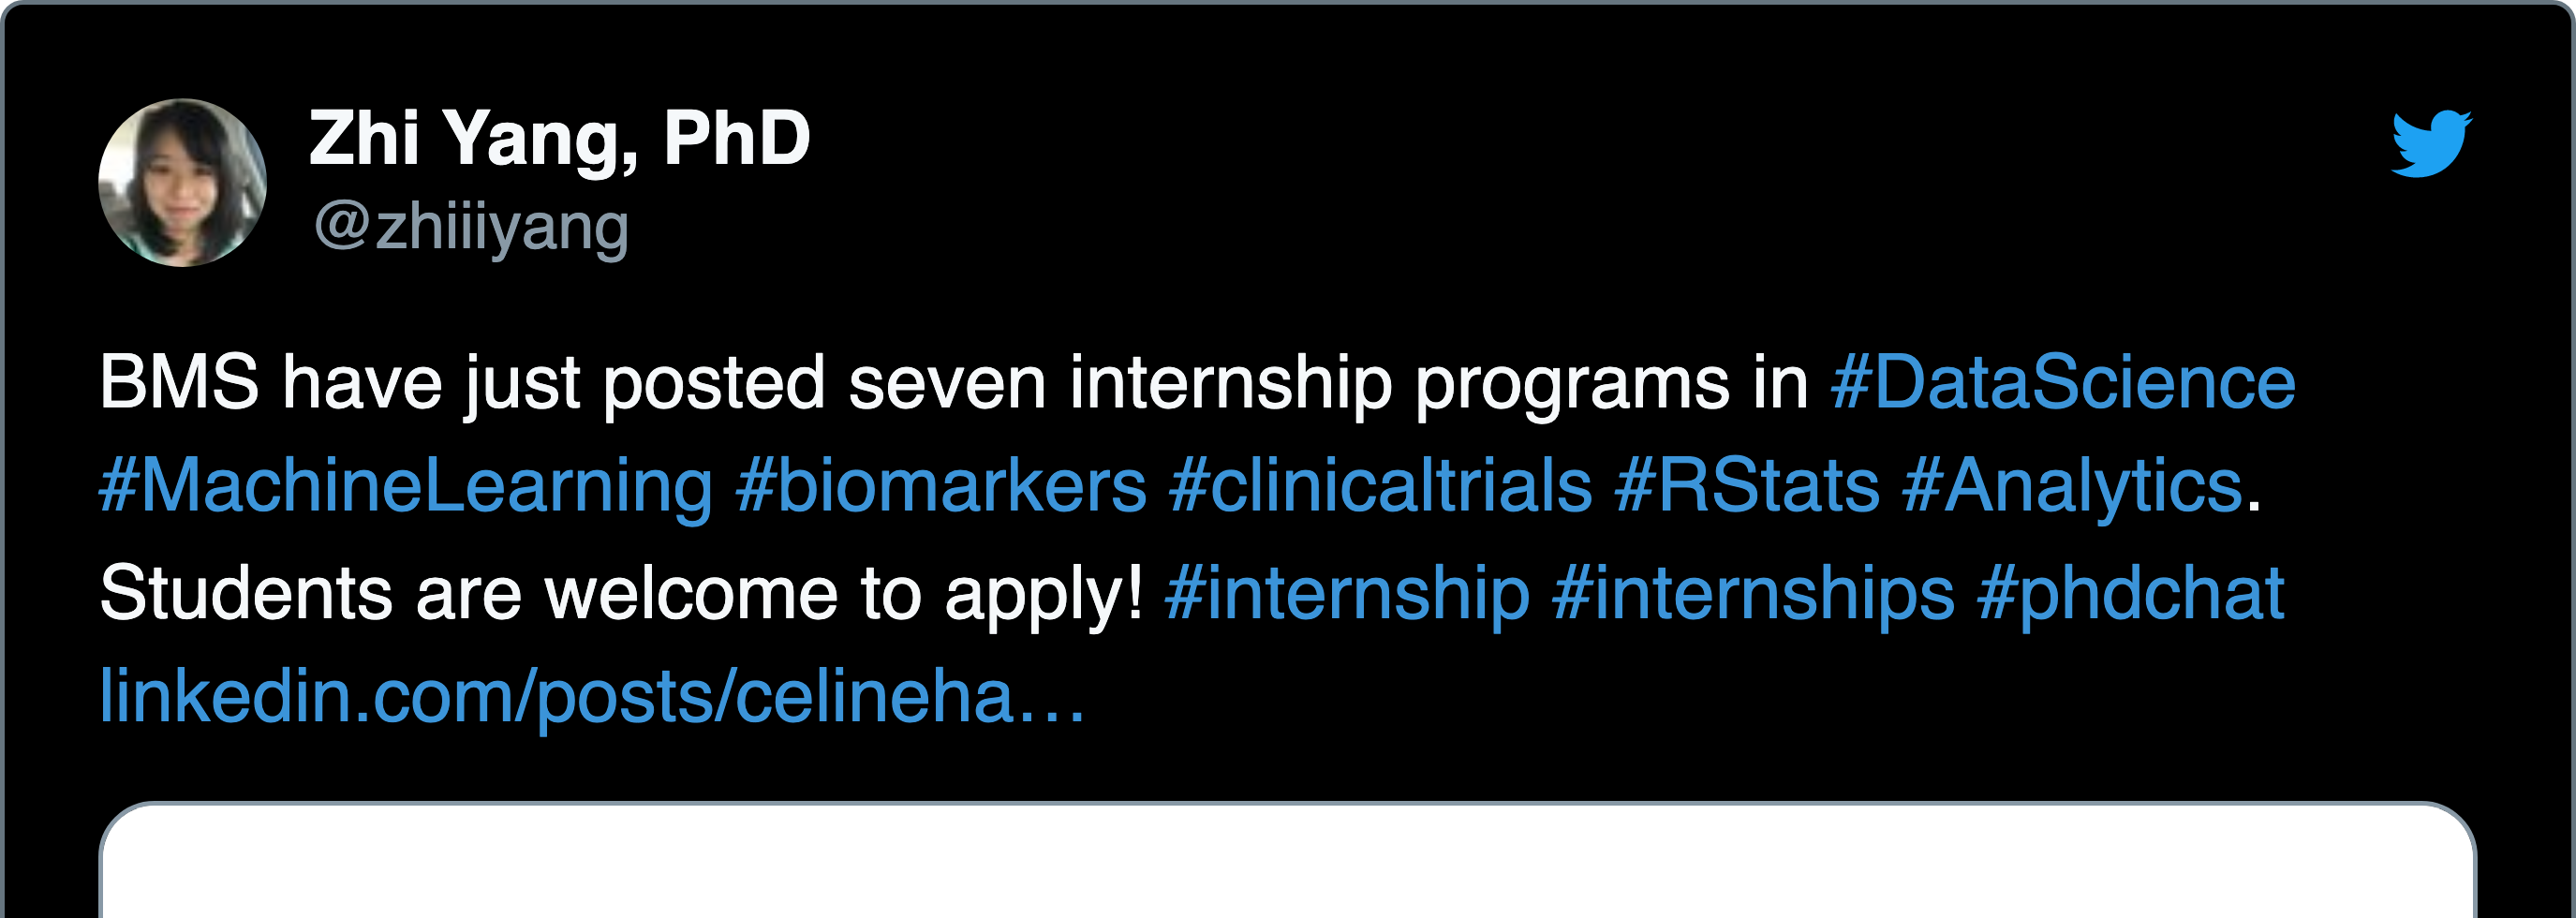 Zhi Yang, PhD
@zhiiiyang
BMS have just posted seven internship programs in #DataScience
#MachineLearning #biomarkers #clinicaltrials #RStats #Analytics.
Students are welcome to apply! #internship #internships #phdchat
linkedin.com/posts/celineha…